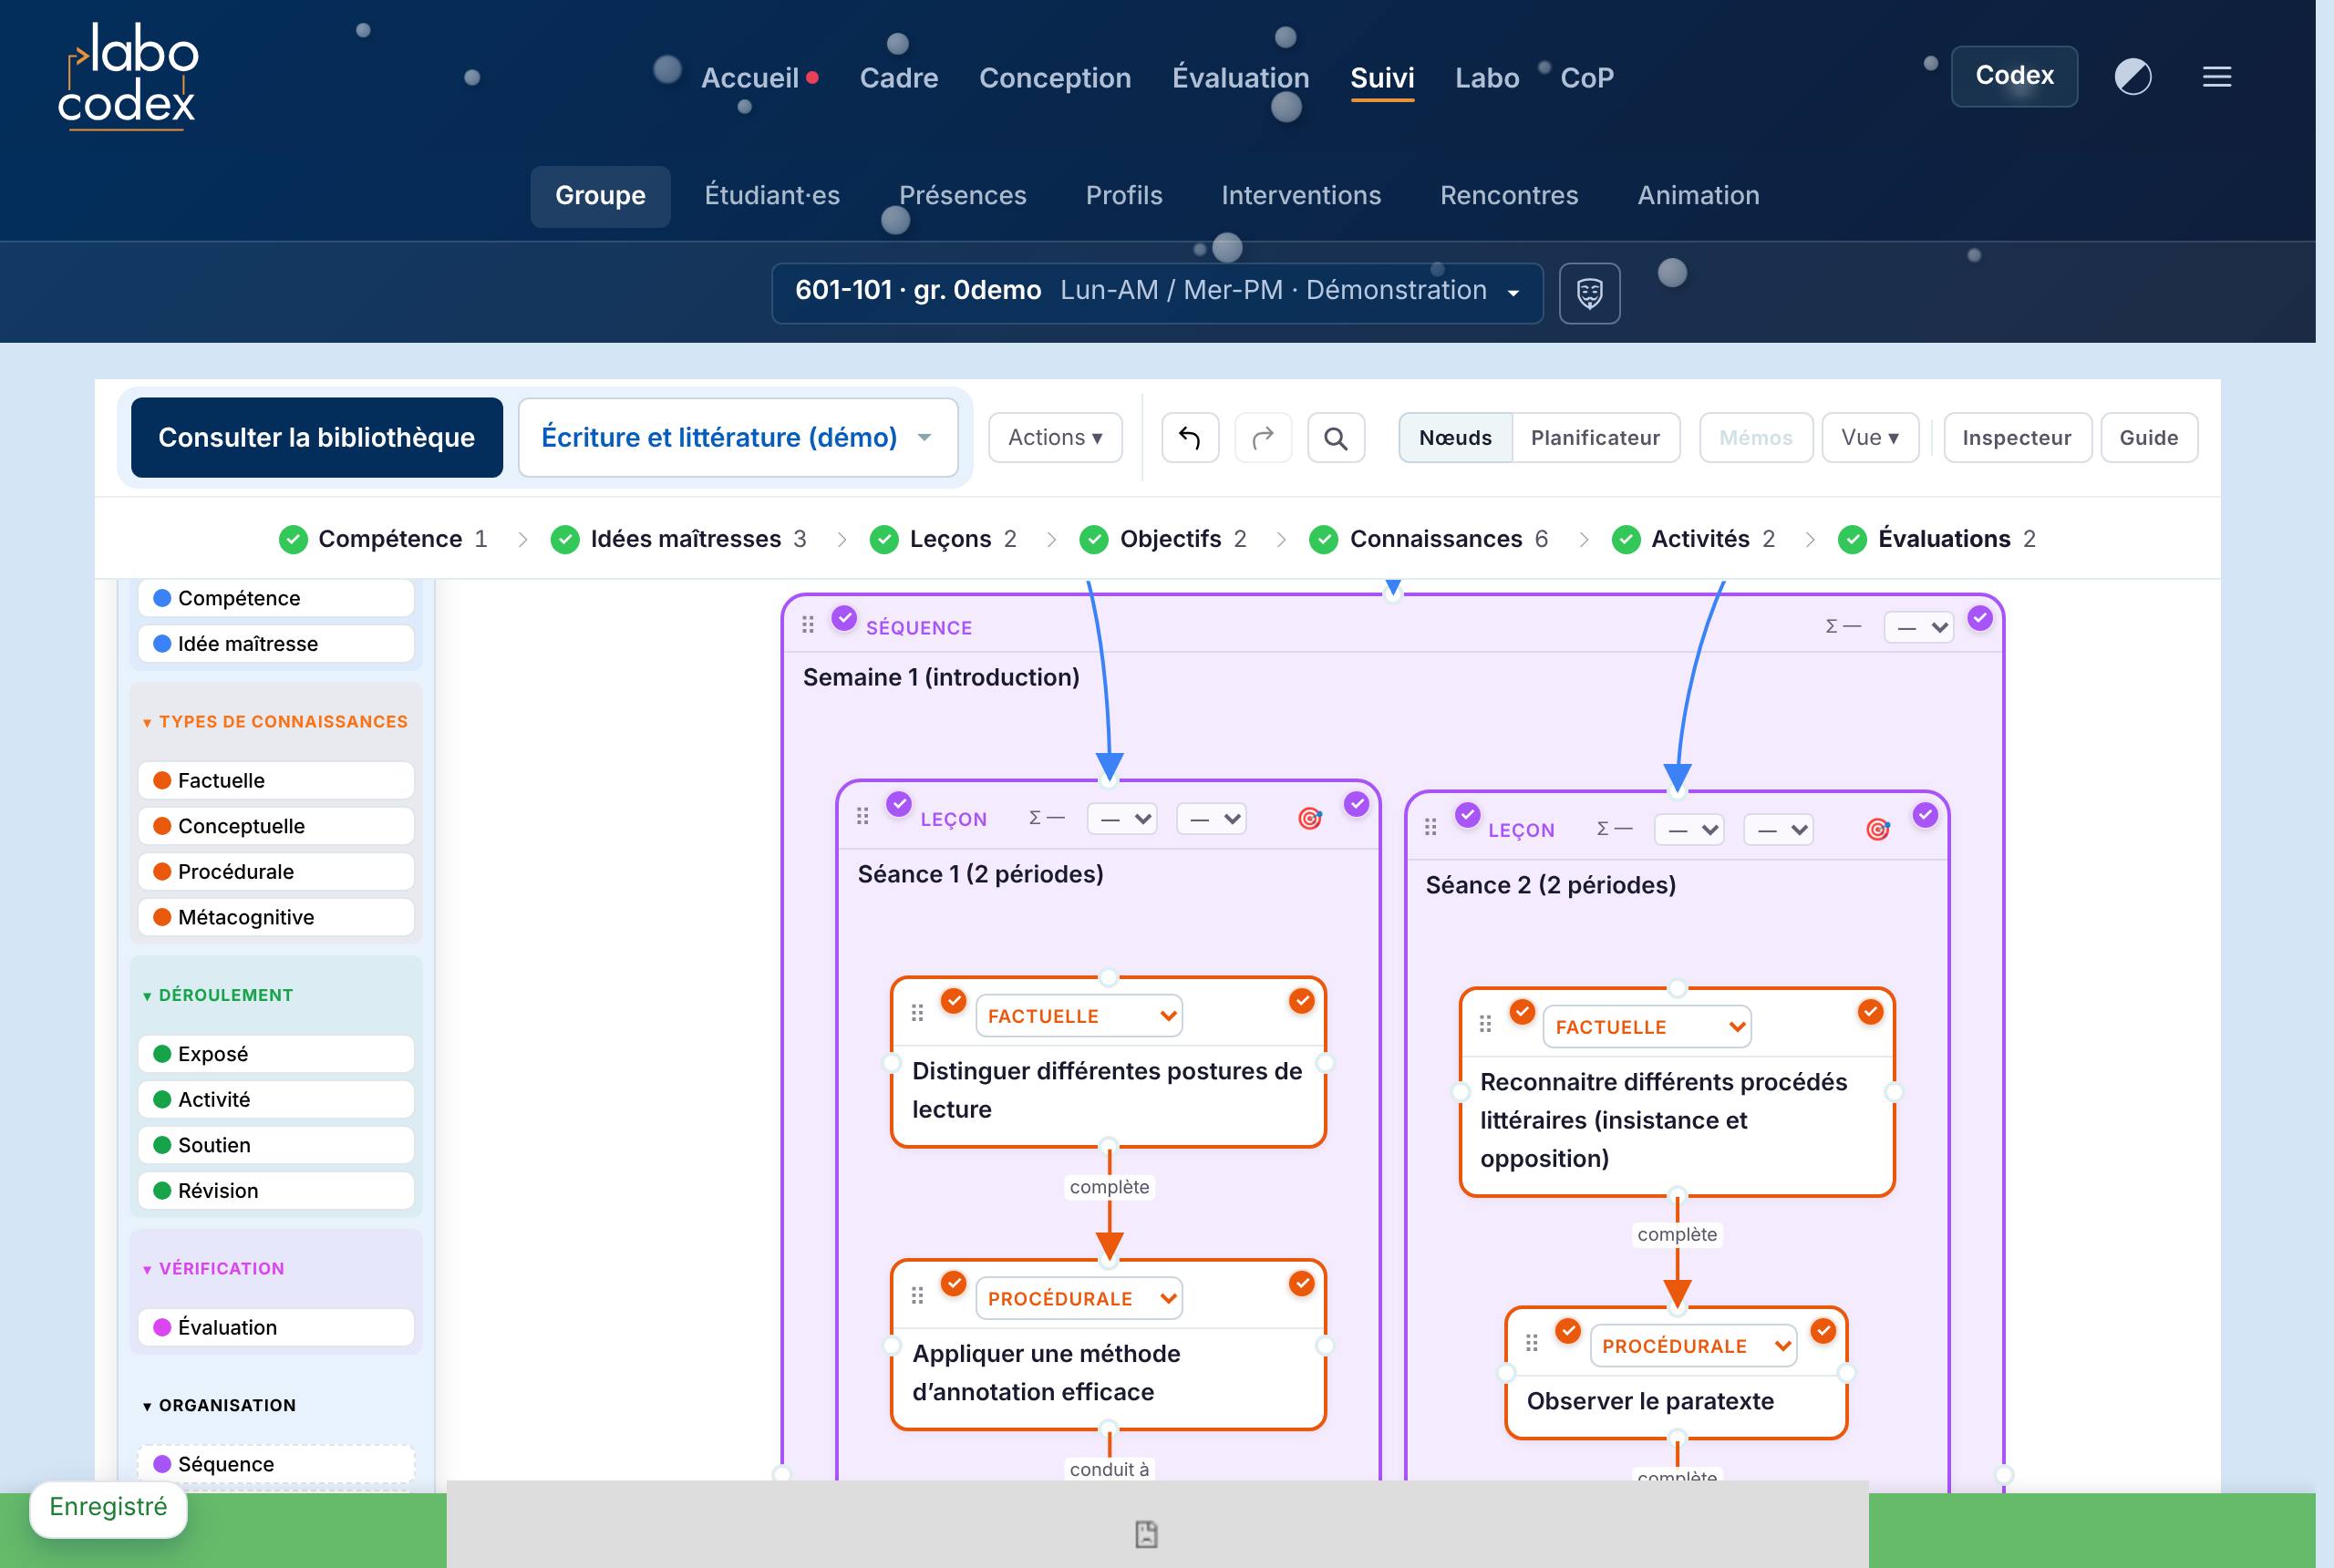 labo
codex
Accueil Cadre Conception Évaluation Suivi Labo CoP Codex
Groupe Étudiant·es Présences Profils Interventions Rencontres Animation
601-101 · gr. 0demo Lun-AM / Mer-PM · Démonstration
Consulter la bibliothèque Écriture et littérature (démo) Actions ▾ Nœuds Planificateur Mémos Vue ▾ Inspecteur Guide
Compétence 1 Idées maîtresses 3 Leçons 2 Objectifs 2 Connaissances 6 Activités 2 Évaluations 2
Compétence
Idée maîtresse
▾ TYPES DE CONNAISSANCES
Factuelle
Conceptuelle
Procédurale
Métacognitive
▾ DÉROULEMENT
Exposé
Activité
Soutien
Révision
▾ VÉRIFICATION
Évaluation
▾ ORGANISATION
Séquence
SÉQUENCE Σ — —
Semaine 1 (introduction)
LEÇON Σ — — —
Séance 1 (2 périodes)
FACTUELLE
Distinguer différentes postures de
lecture
complète
PROCÉDURALE
Appliquer une méthode
d’annotation efficace
conduit à
LEÇON Σ — — —
Séance 2 (2 périodes)
FACTUELLE
Reconnaitre différents procédés
littéraires (insistance et
opposition)
complète
PROCÉDURALE
Observer le paratexte
complète
Enregistré